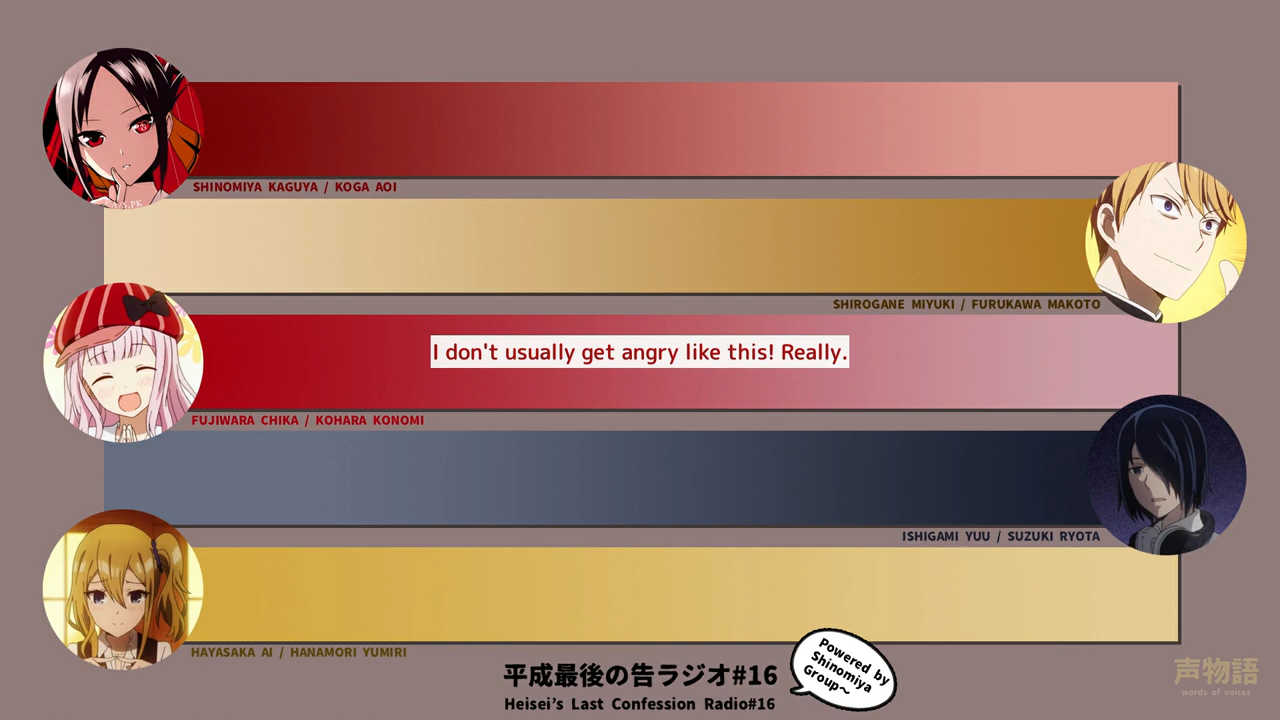 SHINOMIYA KAGUYA / KOGA AOI
SHIROGANE MIYUKI / FURUKAWA MAKOTO
I don't usually get angry like this! Really.
FUJIWARA CHIKA / KOHARA KONOMI
ISHIGAMI YUU / SUZUKI RYOTA
HAYASAKA AI / HANAMORI YUMIRI
平成最後の告ラジオ#16
Heisei's Last Confession Radio#16
Powered by
Shinomiya
Group~
声物語
words of voices